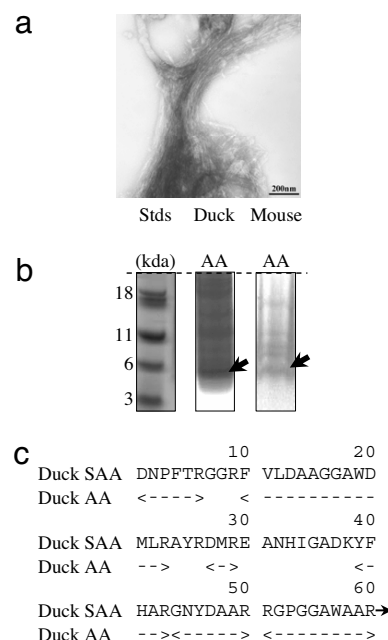 a
200nm
Stds Duck Mouse
(kda) AA AA
b
18
11
6
3
c
10 20
Duck SAA DNPFTRGGRF VLDAAGGAWD
Duck AA <----> < ----------
30 40
Duck SAA MLRAYRDMRE ANHIGADKYF
Duck AA --> <-> <-
50 60
Duck SAA HARGNYDAAR RGPGGAWAAR→
Duck AA --><-----> <-------->